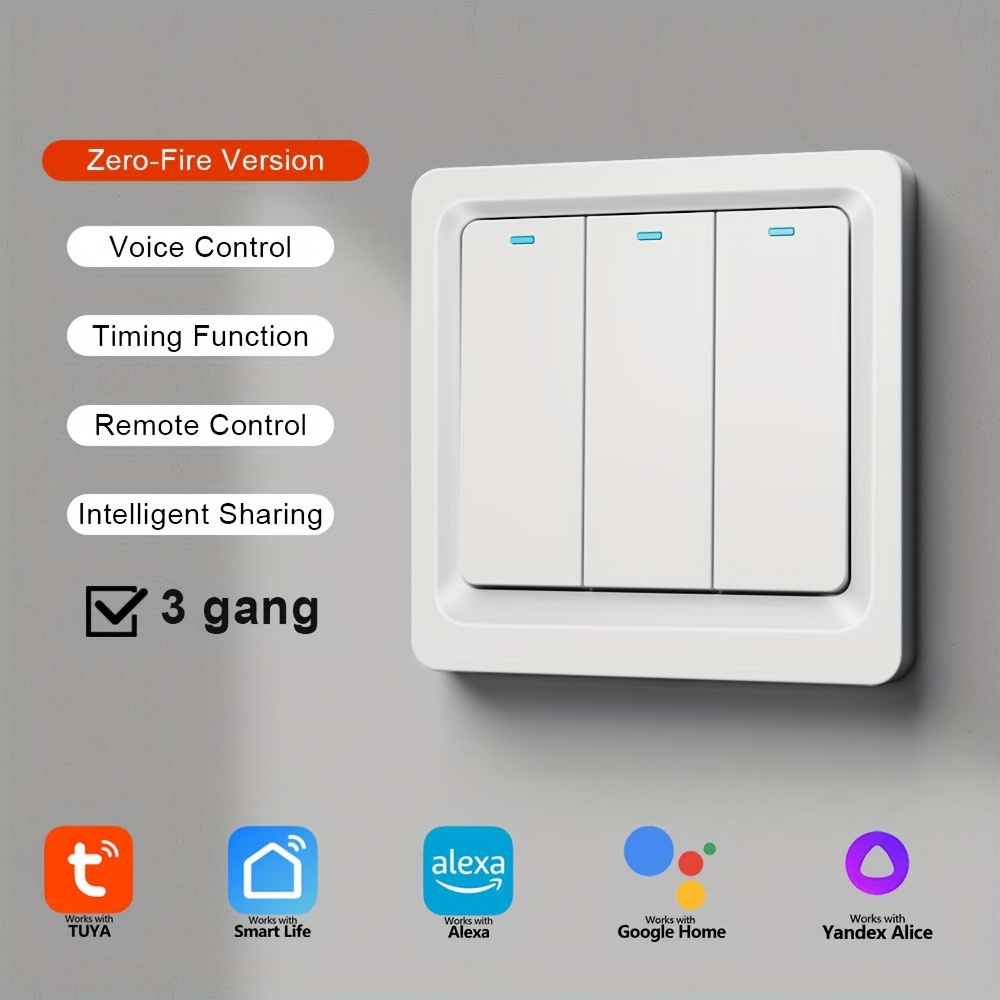 Zero-Fire Version
Voice Control
Timing Function
Remote Control
Intelligent Sharing
3 gang
alexa
Works with
TUYA
Works with
Smart Life
Works with
Alexa
Works with
Google Home
Works with
Yandex Alice